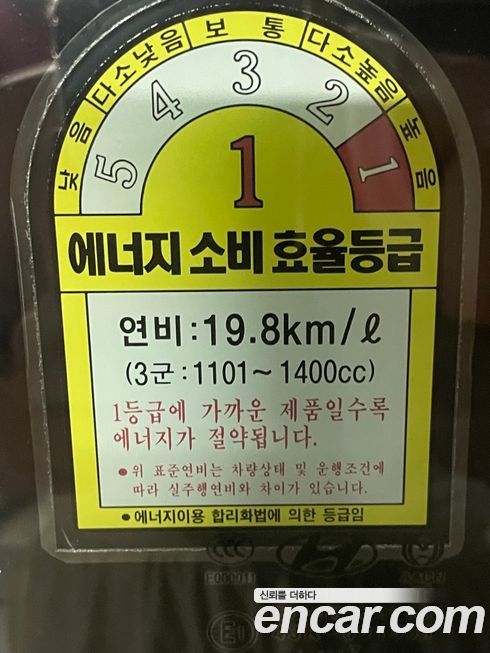 낮음 다소낮음 보통 다소높음 높음
5 4 3 2 1
1
에너지 소비 효율등급
연비:19.8km/ℓ
(3군:1101~1400cc)
1등급에 가까운 제품일수록
에너지가 절약됩니다.
● 위 표준연비는 차량상태 및 운행조건에
따라 실주행연비와 차이가 있습니다.
● 에너지이용 합리화법에 의한 등급임
E000011
신뢰를 더하다
encar.com